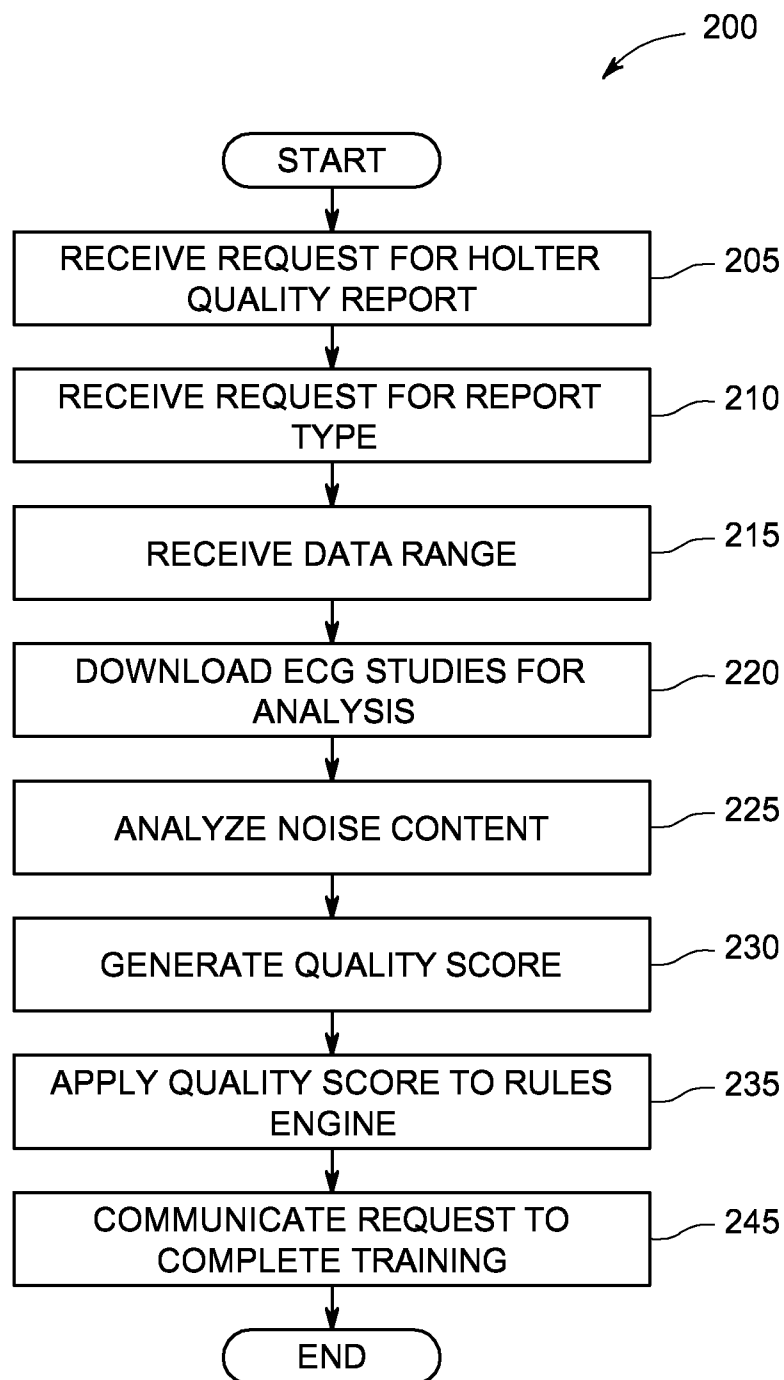 200
START
RECEIVE REQUEST FOR HOLTER
QUALITY REPORT
205
RECEIVE REQUEST FOR REPORT
TYPE
210
RECEIVE DATA RANGE
215
DOWNLOAD ECG STUDIES FOR
ANALYSIS
220
ANALYZE NOISE CONTENT
225
GENERATE QUALITY SCORE
230
APPLY QUALITY SCORE TO RULES
ENGINE
235
COMMUNICATE REQUEST TO
COMPLETE TRAINING
245
END